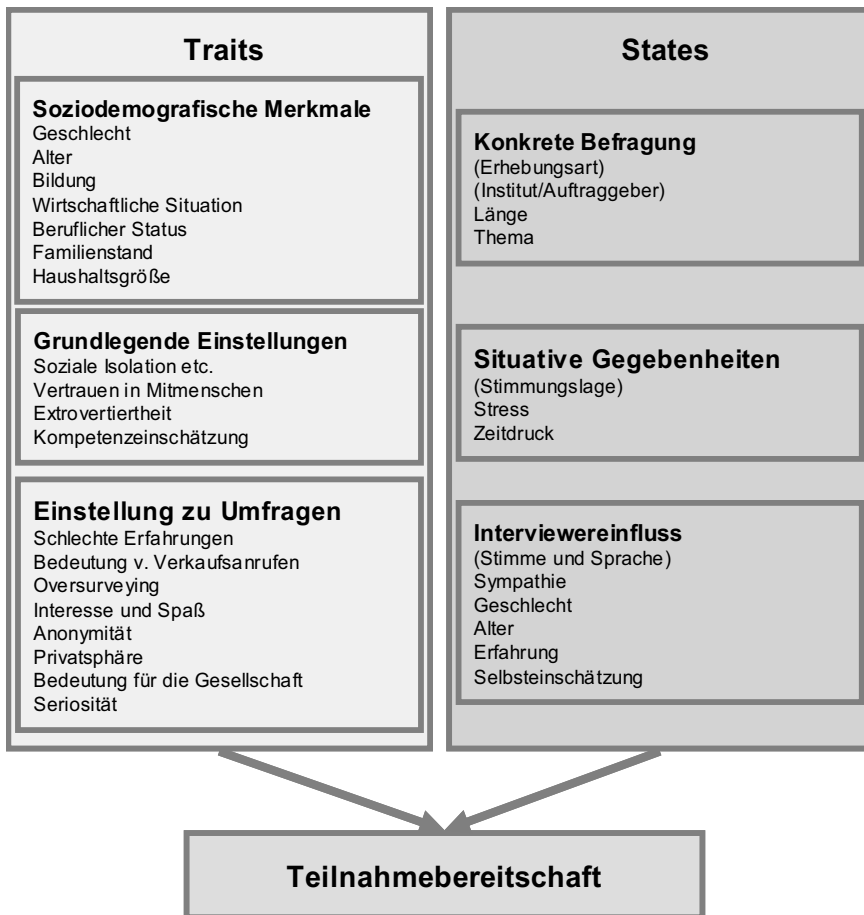 Traits
Soziodemografische Merkmale
Geschlecht
Alter
Bildung
Wirtschaftliche Situation
Beruflicher Status
Familienstand
Haushaltsgröße
Grundlegende Einstellungen
Soziale Isolation etc.
Vertrauen in Mitmenschen
Extrovertiertheit
Kompetenzeinschätzung
Einstellung zu Umfragen
Schlechte Erfahrungen
Bedeutung v. Verkaufsanrufen
Oversurveying
Interesse und Spaß
Anonymität
Privatsphäre
Bedeutung für die Gesellschaft
Seriosität
States
Konkrete Befragung
(Erhebungsart)
(Institut/Auftraggeber)
Länge
Thema
Situative Gegebenheiten
(Stimmungslage)
Stress
Zeitdruck
Interviewereinfluss
(Stimme und Sprache)
Sympathie
Geschlecht
Alter
Erfahrung
Selbsteinschätzung
Teilnahmebereitschaft